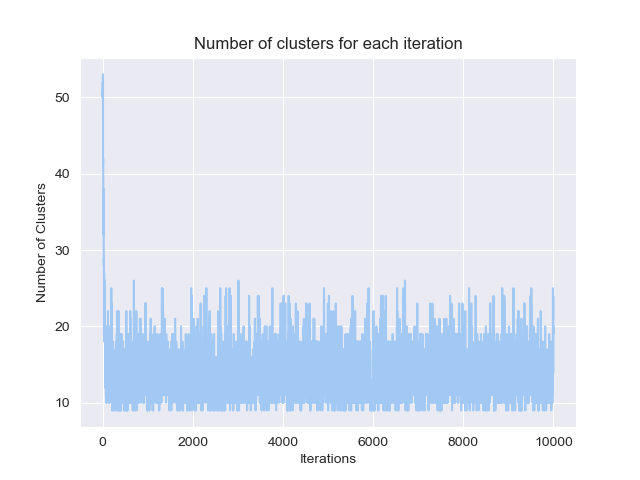 Number of clusters for each iteration
50
40
30
20
10
Number of Clusters
0 2000 4000 6000 8000 10000
Iterations